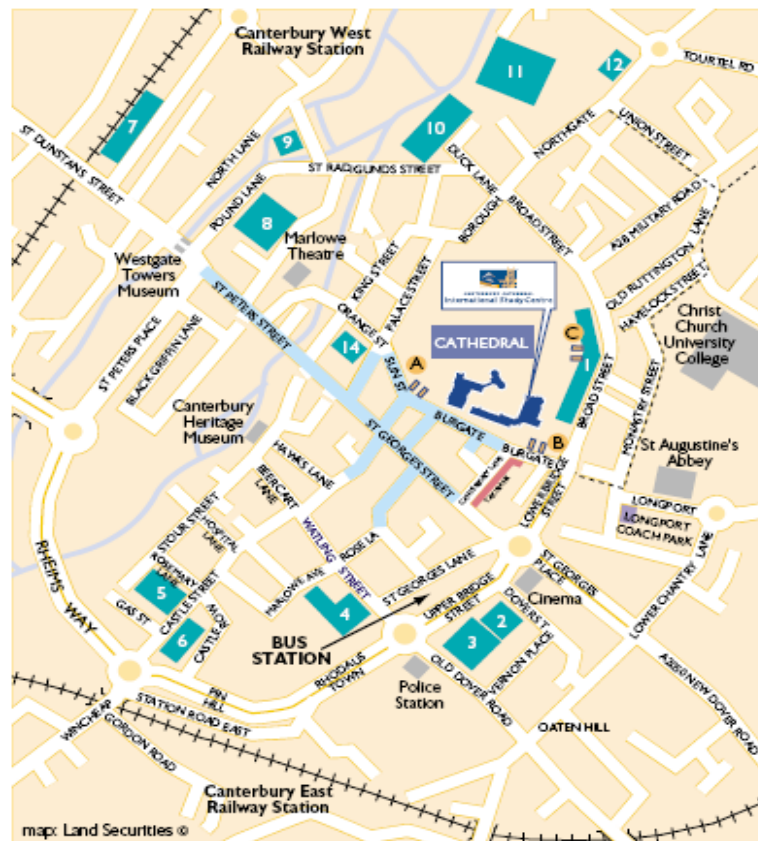 Canterbury West
Railway Station
TOURTEL RD
11
12
7
UNION STREET
NORTHGATE
ST DUNSTANS STREET
NORTH LANE
9
10
DUCK LANE
ST RADIGUNDS STREET
POUND LANE
BROAD STREET
BOROUGH
A28 MILITARY ROAD
8
Marlowe
Theatre
Westgate
Towers
Museum
KING STREET
PALACE STREET
International Study Centre
OLD RUTTINGTON LANE
HAVELOCK STREET
Christ
Church
University
College
ST PETERS STREET
ORANGE ST
CATHEDRAL
C
1
14
A
SUN ST
ST PETERS PLACE
BLACK GRIFFIN LANE
BROAD STREET
MONASTRY STREET
Canterbury
Heritage
Museum
BURGATE
BURGATE
B
St Augustine's
Abbey
ST GEORGES STREET
HAWKS LANE
BEERCART
LANE
LOWER BRIDGE
STREET
LONGPORT
LONGPORT
COACH PARK
STOUR STREET
HOSPITAL
LANE
WATLING
STREET
ROSE LA
RHEIMS WAY
ROSEMARY
LANE
CASTLE STREET
MARLOWE AVE
ST GEORGES LANE
ST GEORGES
PLACE
LOWER CHANTRY LANE
5
GAS ST
4
UPPER BRIDGE
STREET
Cinema
6
CASTLE ROW
BUS
STATION
2
3
DOVER ST
VERNON PLACE
RHODAUS
TOWN
Police
Station
OLD DOVER ROAD
A2050 NEW DOVER ROAD
PIN
HILL
STATION ROAD EAST
WINCHEAP
GORDON ROAD
OATEN HILL
Canterbury East
Railway Station
map: Land Securities ©